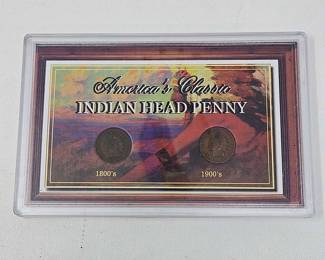 America's Classic
INDIAN HEAD PENNY
1800's 1900's